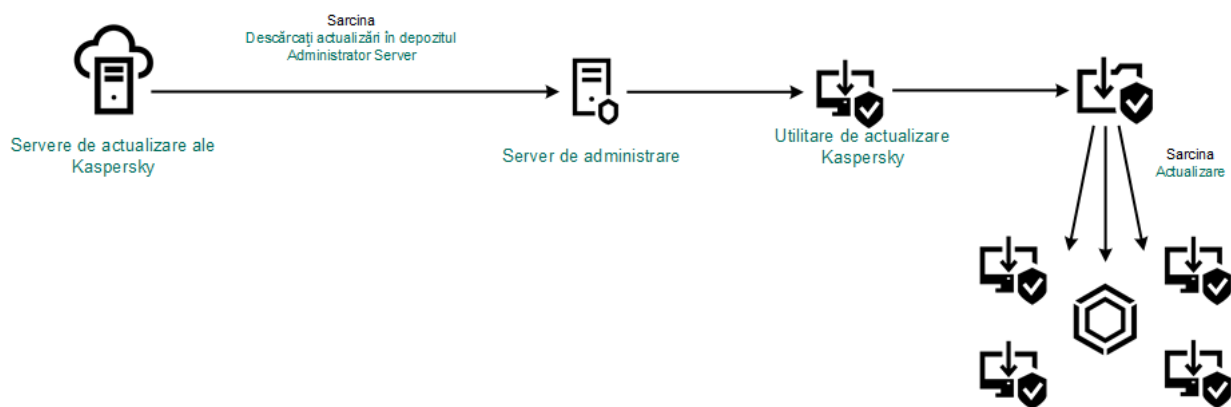 Sarcina
Descărcați actualizări în depozitul
Administrator Server
Servere de actualizare ale
Kaspersky
Server de administrare
Utilitare de actualizare
Kaspersky
Sarcina
Actualizare